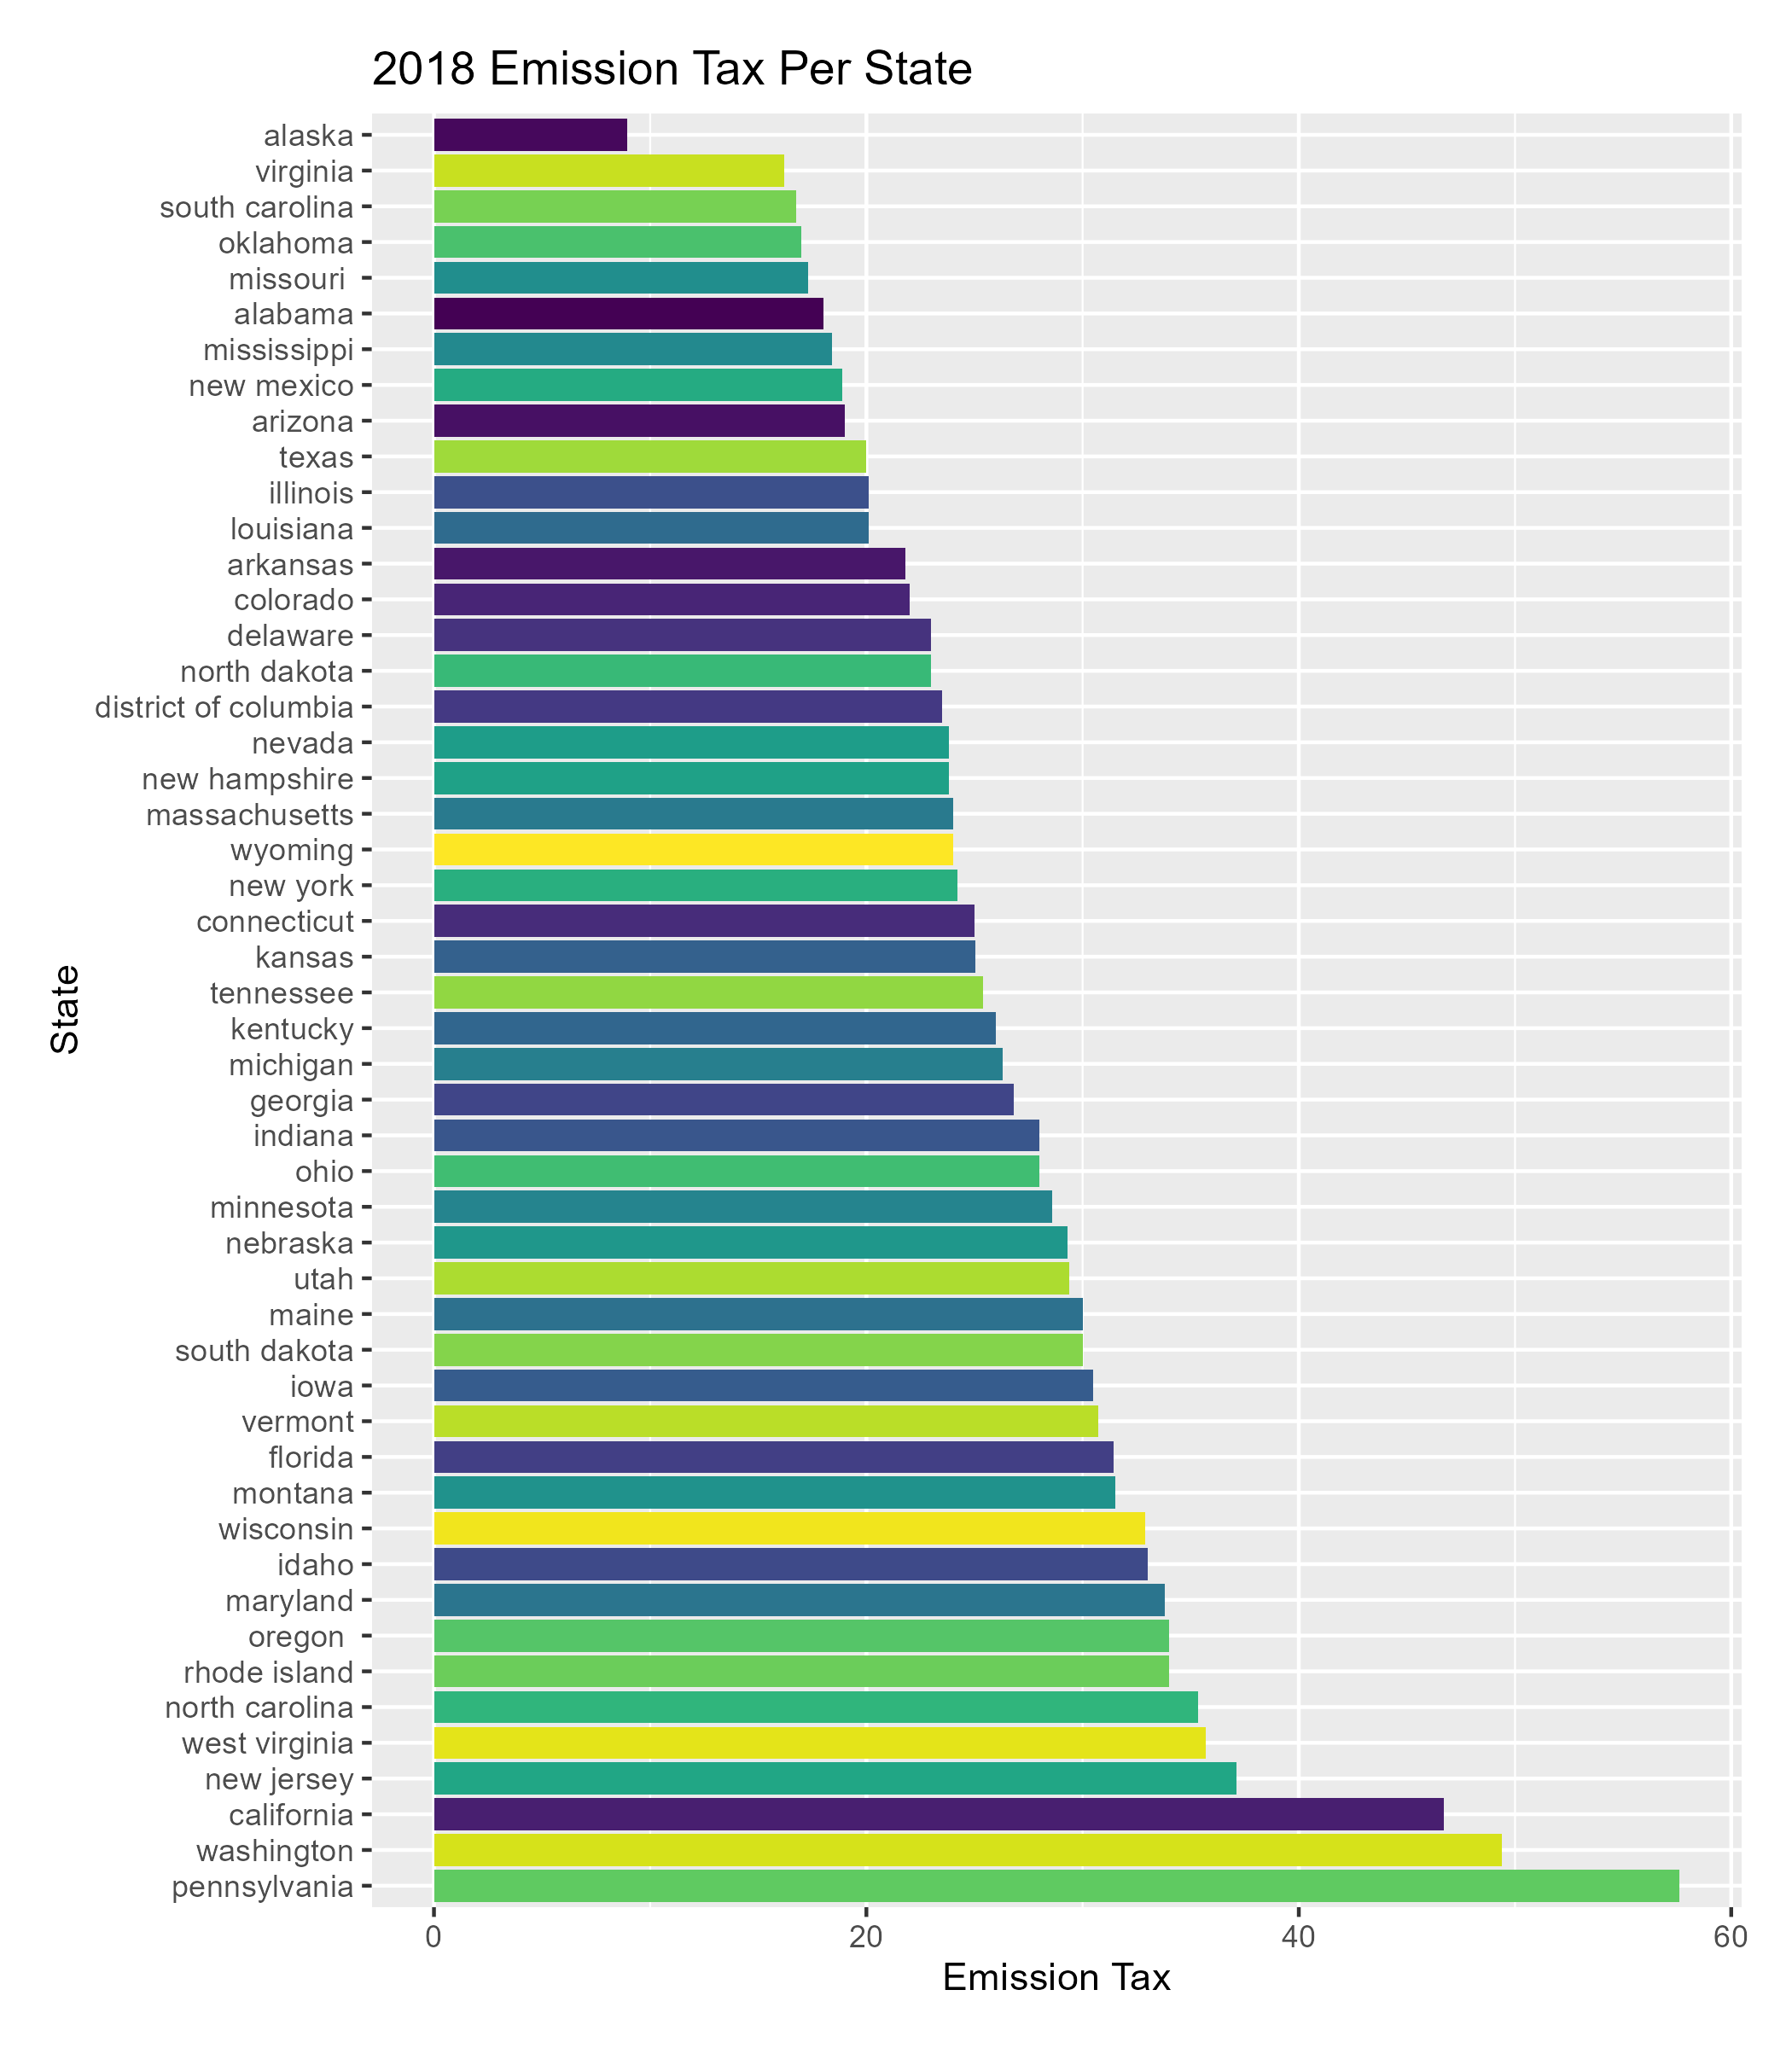 2018 Emission Tax Per State
alaska
virginia
south carolina
oklahoma
missouri
alabama
mississippi
new mexico
arizona
texas
illinois
louisiana
arkansas
colorado
delaware
north dakota
district of columbia
nevada
new hampshire
massachusetts
wyoming
new york
connecticut
kansas
tennessee
kentucky
michigan
georgia
indiana
ohio
minnesota
nebraska
utah
maine
south dakota
iowa
vermont
florida
montana
wisconsin
idaho
maryland
oregon
rhode island
north carolina
west virginia
new jersey
california
washington
pennsylvania
State
0 20 40 60
Emission Tax